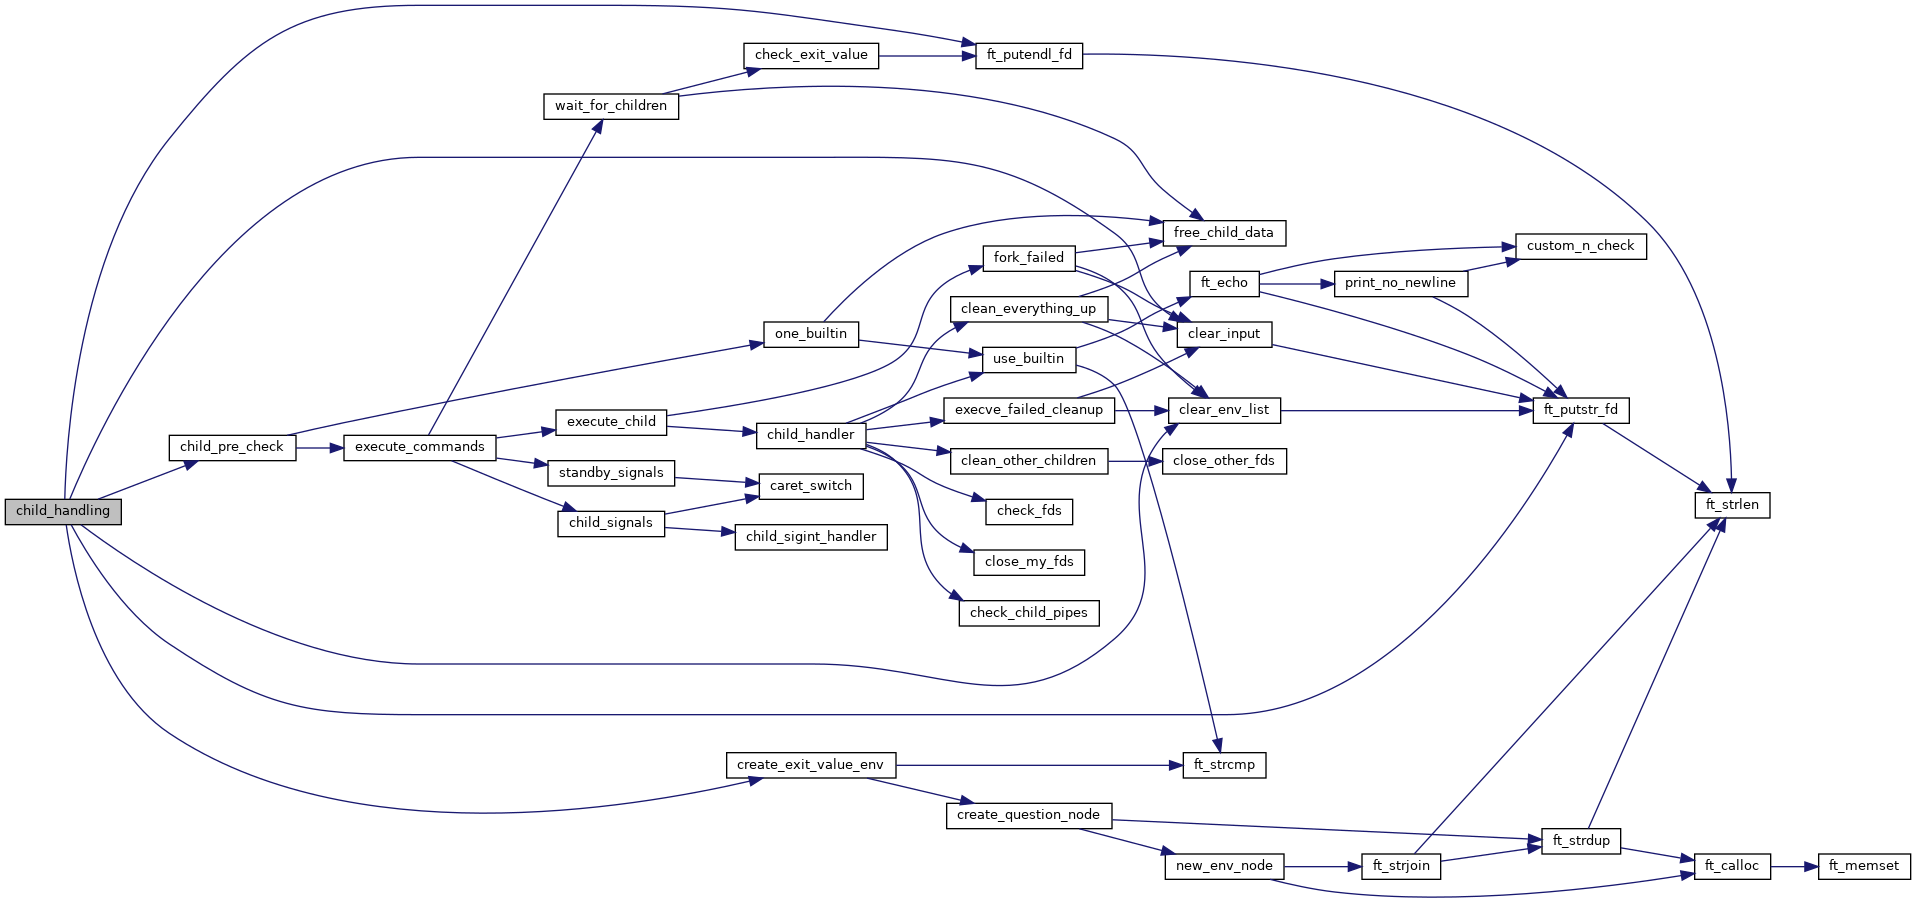 child_handling
child_pre_check
execute_commands
wait_for_children
execute_child
standby_signals
child_signals
check_exit_value
one_builtin
child_handler
caret_switch
child_sigint_handler
create_exit_value_env
ft_putendl_fd
fork_failed
clean_everything_up
use_builtin
execve_failed_cleanup
clean_other_children
check_fds
close_my_fds
check_child_pipes
create_question_node
free_child_data
ft_echo
clear_input
clear_env_list
close_other_fds
ft_strcmp
new_env_node
print_no_newline
ft_strjoin
custom_n_check
ft_putstr_fd
ft_strdup
ft_strlen
ft_calloc
ft_memset